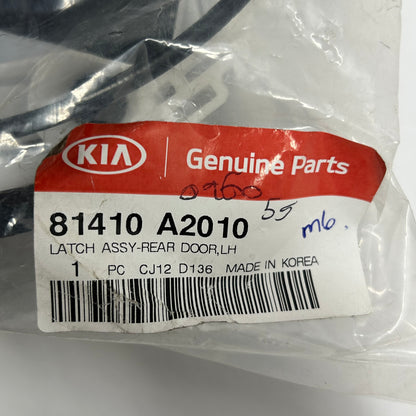 KIA Genuine Parts
0960
55
81410 A2010
m6.
LATCH ASSY-REAR DOOR,LH
1 PC CJ12 D136 MADE IN KOREA